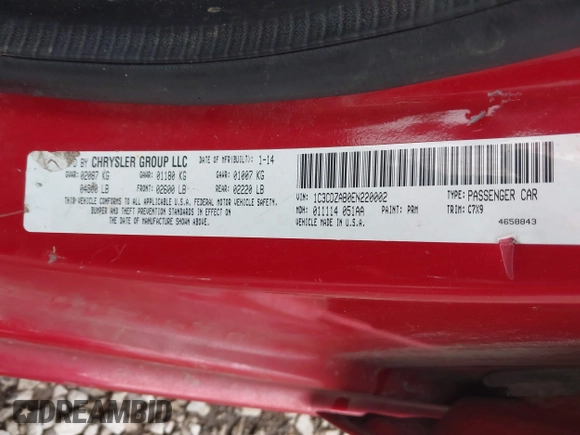 D BY CHRYSLER GROUP LLC DATE OF MFR(BUILT): 1-14
GVWR: 02087 KG GAWR: 01180 KG GAWR: 01007 KG
04600 LB FRONT: 02600 LB REAR: 02220 LB
THIS VEHICLE CONFORMS TO ALL APPLICABLE U.S.A. FEDERAL MOTOR VEHICLE SAFETY,
BUMPER AND THEFT PREVENTION STANDARDS IN EFFECT ON
THE DATE OF MANUFACTURE SHOWN ABOVE.
VIN: 1C3CDZAB0EN220002 TYPE: PASSENGER CAR
MDH: 011114 051AA PAINT: PRM TRIM: C7X9
VEHICLE MADE IN U.S.A. 4658843
DREAMBID